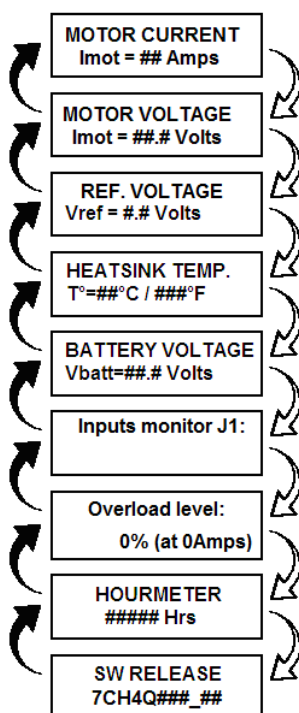 MOTOR CURRENT
Imot = ## Amps
MOTOR VOLTAGE
Imot = ##.# Volts
REF. VOLTAGE
Vref = #.# Volts
HEATSINK TEMP.
T°=##°C / ###°F
BATTERY VOLTAGE
Vbatt=##.# Volts
Inputs monitor J1:
Overload level:
0% (at 0Amps)
HOURMETER
##### Hrs
SW RELEASE
7CH4Q###_##